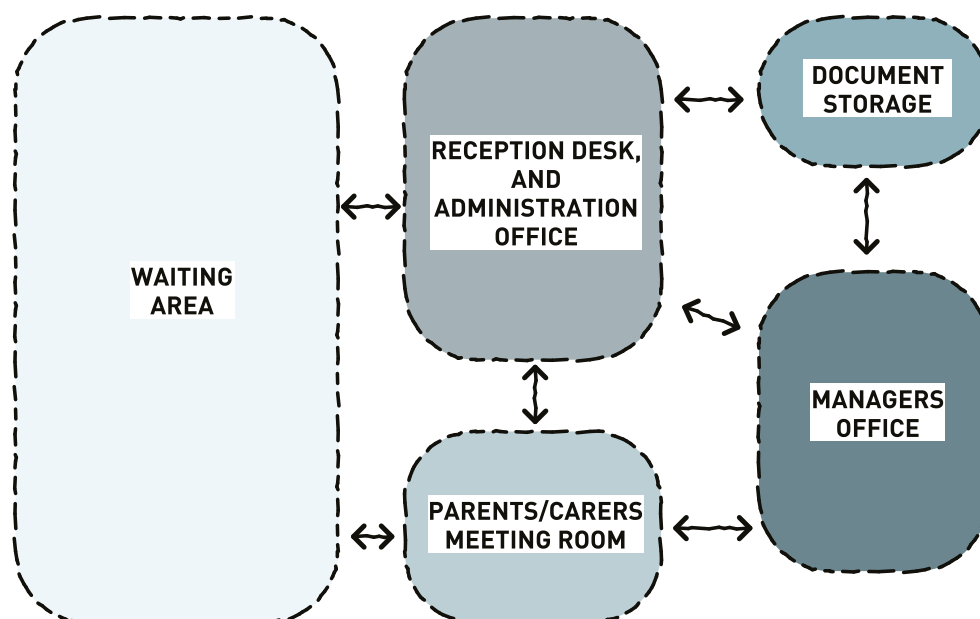 DOCUMENT
STORAGE
RECEPTION DESK,
AND
ADMINISTRATION
OFFICE
WAITING
AREA
MANAGERS
OFFICE
PARENTS/CARERS
MEETING ROOM